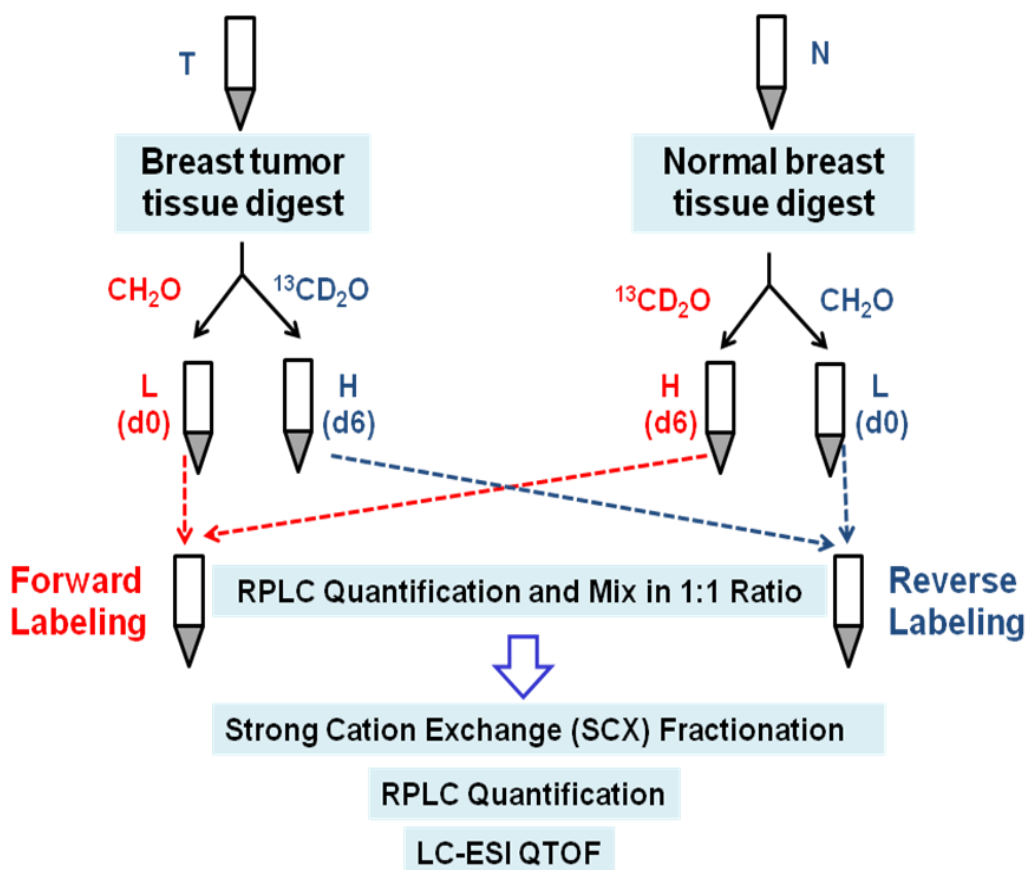 T
N
Breast tumor
tissue digest
Normal breast
tissue digest
CH₂O
¹³CD₂O
¹³CD₂O
CH₂O
L
(d0)
H
(d6)
H
(d6)
L
(d0)
Forward
Labeling
RPLC Quantification and Mix in 1:1 Ratio
Reverse
Labeling
Strong Cation Exchange (SCX) Fractionation
RPLC Quantification
LC-ESI QTOF